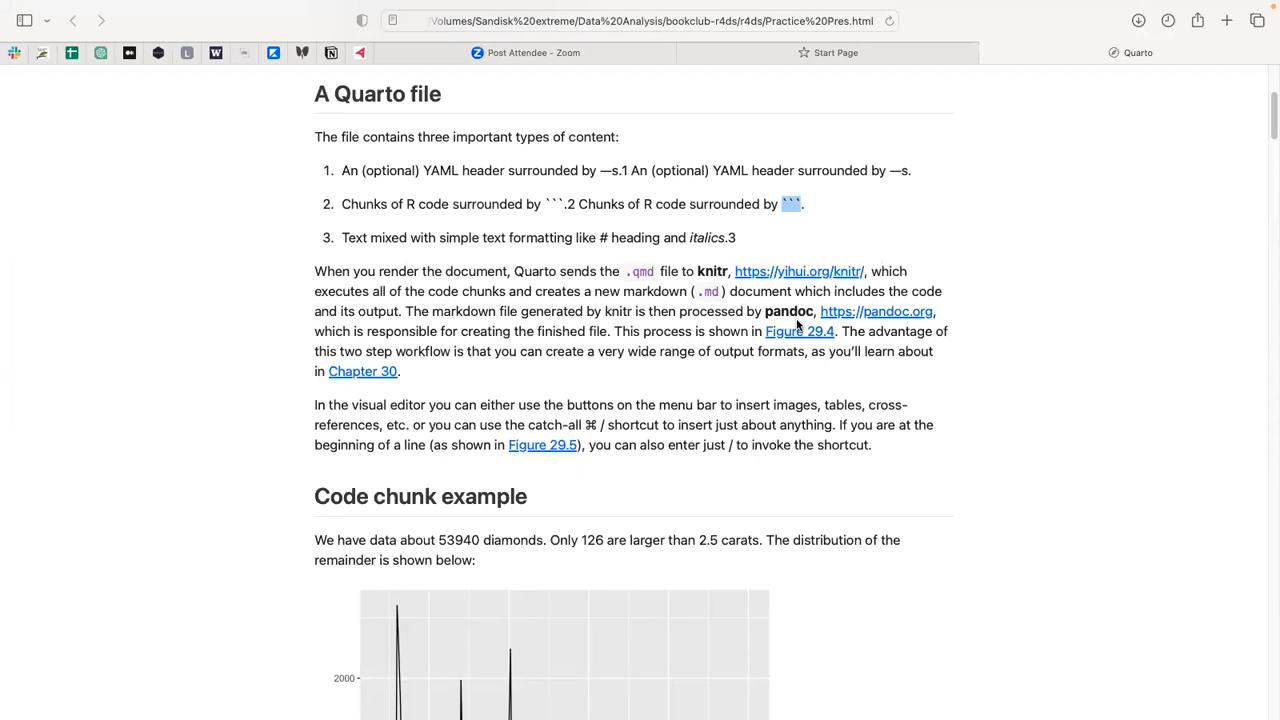 /Volumes/Sandisk%20extreme/Data%20Analysis/bookclub-r4ds/r4ds/Practice%20Pres.html
Post Attendee - Zoom
Start Page
Quarto
A Quarto file
The file contains three important types of content:
1. An (optional) YAML header surrounded by —s.1 An (optional) YAML header surrounded by —s.
2. Chunks of R code surrounded by ```.2 Chunks of R code surrounded by ```.
3. Text mixed with simple text formatting like # heading and italics.3
When you render the document, Quarto sends the .qmd file to knitr, https://yihui.org/knitr/, which
executes all of the code chunks and creates a new markdown (.md) document which includes the code
and its output. The markdown file generated by knitr is then processed by pandoc, https://pandoc.org,
which is responsible for creating the finished file. This process is shown in Figure 29.4. The advantage of
this two step workflow is that you can create a very wide range of output formats, as you’ll learn about
in Chapter 30.
In the visual editor you can either use the buttons on the menu bar to insert images, tables, cross-
references, etc. or you can use the catch-all ⌘ / shortcut to insert just about anything. If you are at the
beginning of a line (as shown in Figure 29.5), you can also enter just / to invoke the shortcut.
Code chunk example
We have data about 53940 diamonds. Only 126 are larger than 2.5 carats. The distribution of the
remainder is shown below:
2000